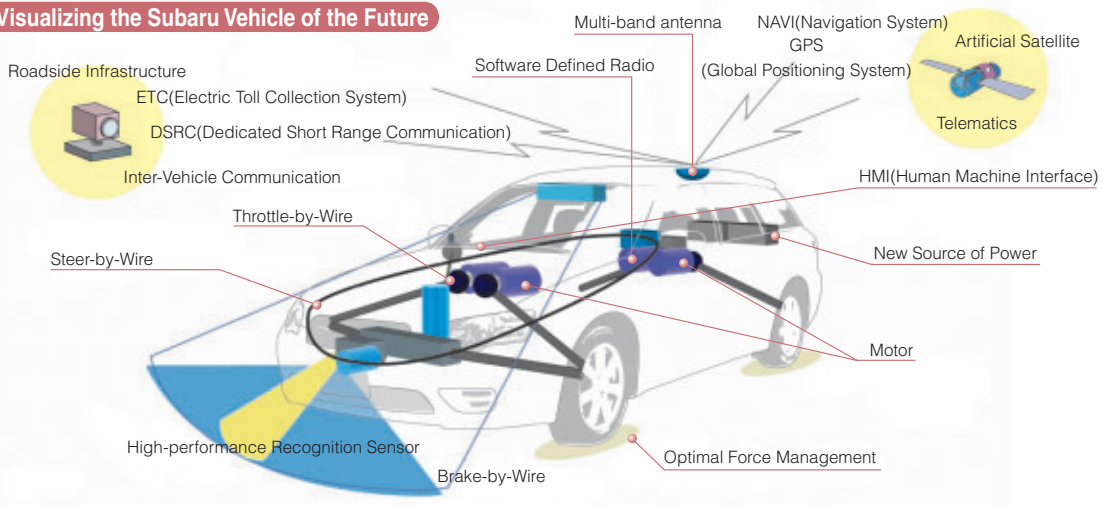 Visualizing the Subaru Vehicle of the Future
Multi-band antenna
NAVI(Navigation System)
GPS
(Global Positioning System)
Artificial Satellite
Telematics
Software Defined Radio
Roadside Infrastructure
ETC(Electric Toll Collection System)
DSRC(Dedicated Short Range Communication)
Inter-Vehicle Communication
HMI(Human Machine Interface)
Throttle-by-Wire
New Source of Power
Steer-by-Wire
Motor
High-performance Recognition Sensor
Optimal Force Management
Brake-by-Wire